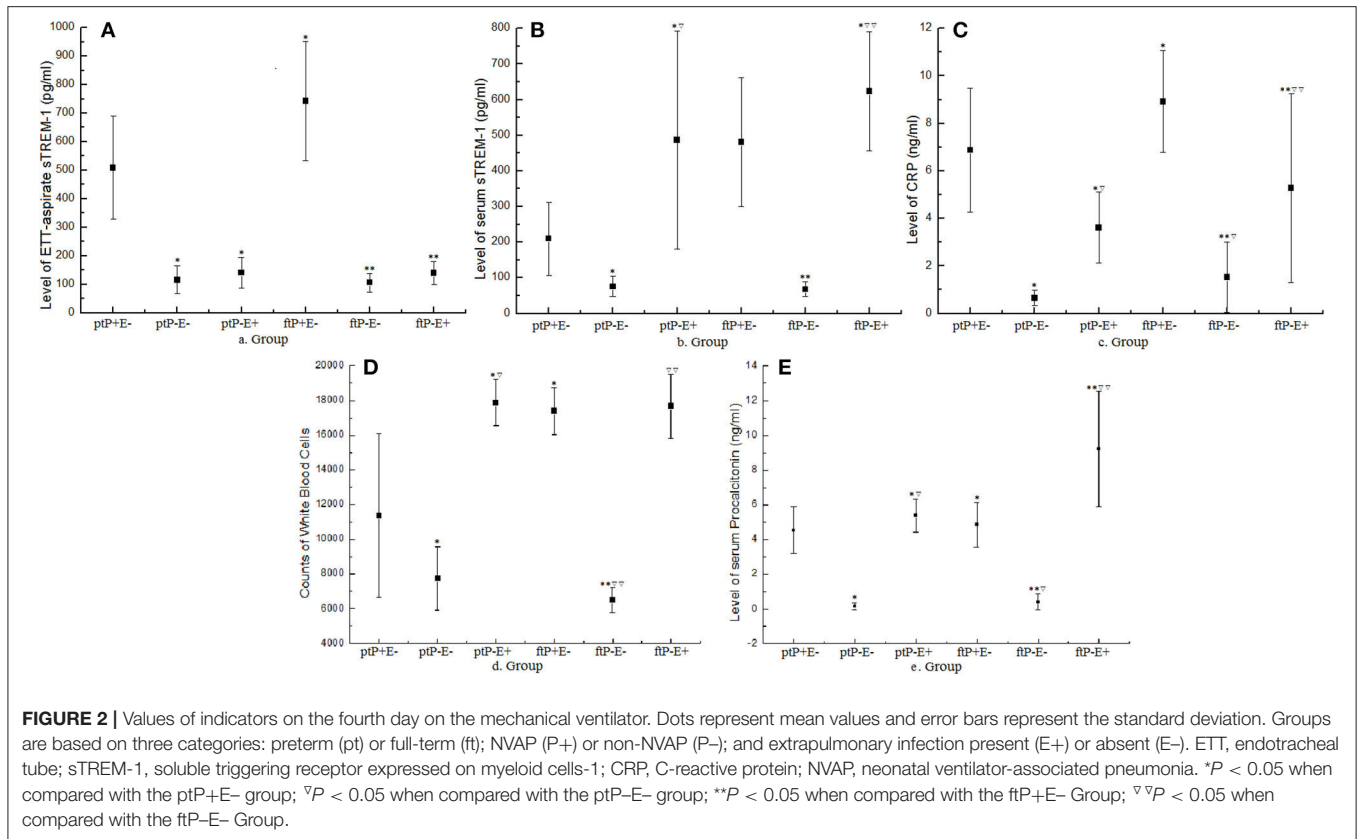 A
Level of ETT-aspirate sTREM-1 (pg/ml)
1000
900
800
700
600
500
400
300
200
100
0
*
*
*
**
**
ptP+E- ptP-E- ptP-E+ ftP+E- ftP-E- ftP-E+
a. Group
B
Level of serum sTREM-1 (pg/ml)
800
700
600
500
400
300
200
100
0
*
*▽
**
*▽▽
ptP+E- ptP-E- ptP-E+ ftP+E- ftP-E- ftP-E+
b. Group
C
Level of CRP (ng/ml)
12
10
8
6
4
2
0
*
*▽
*
**▽
**▽▽
ptP+E- ptP-E- ptP-E+ ftP+E- ftP-E- ftP-E+
c. Group
D
Counts of White Blood Cells
20000
18000
16000
14000
12000
10000
8000
6000
4000
*
*▽
*
**▽▽
▽▽
ptP+E- ptP-E- ptP-E+ ftP+E- ftP-E- ftP-E+
d. Group
E
Level of serum Procalcitonin (ng/ml)
14
12
10
8
6
4
2
0
-2
*
*▽
*
**▽
**▽▽
ptP+E- ptP-E- ptP-E+ ftP+E- ftP-E- ftP-E+
e. Group
FIGURE 2 | Values of indicators on the fourth day on the mechanical ventilator. Dots represent mean values and error bars represent the standard deviation. Groups
are based on three categories: preterm (pt) or full-term (ft); NVAP (P+) or non-NVAP (P–); and extrapulmonary infection present (E+) or absent (E–). ETT, endotracheal
tube; sTREM-1, soluble triggering receptor expressed on myeloid cells-1; CRP, C-reactive protein; NVAP, neonatal ventilator-associated pneumonia. *P < 0.05 when
compared with the ptP+E– group; ▽P < 0.05 when compared with the ptP–E– group; **P < 0.05 when compared with the ftP+E– Group; ▽▽P < 0.05 when
compared with the ftP–E– Group.